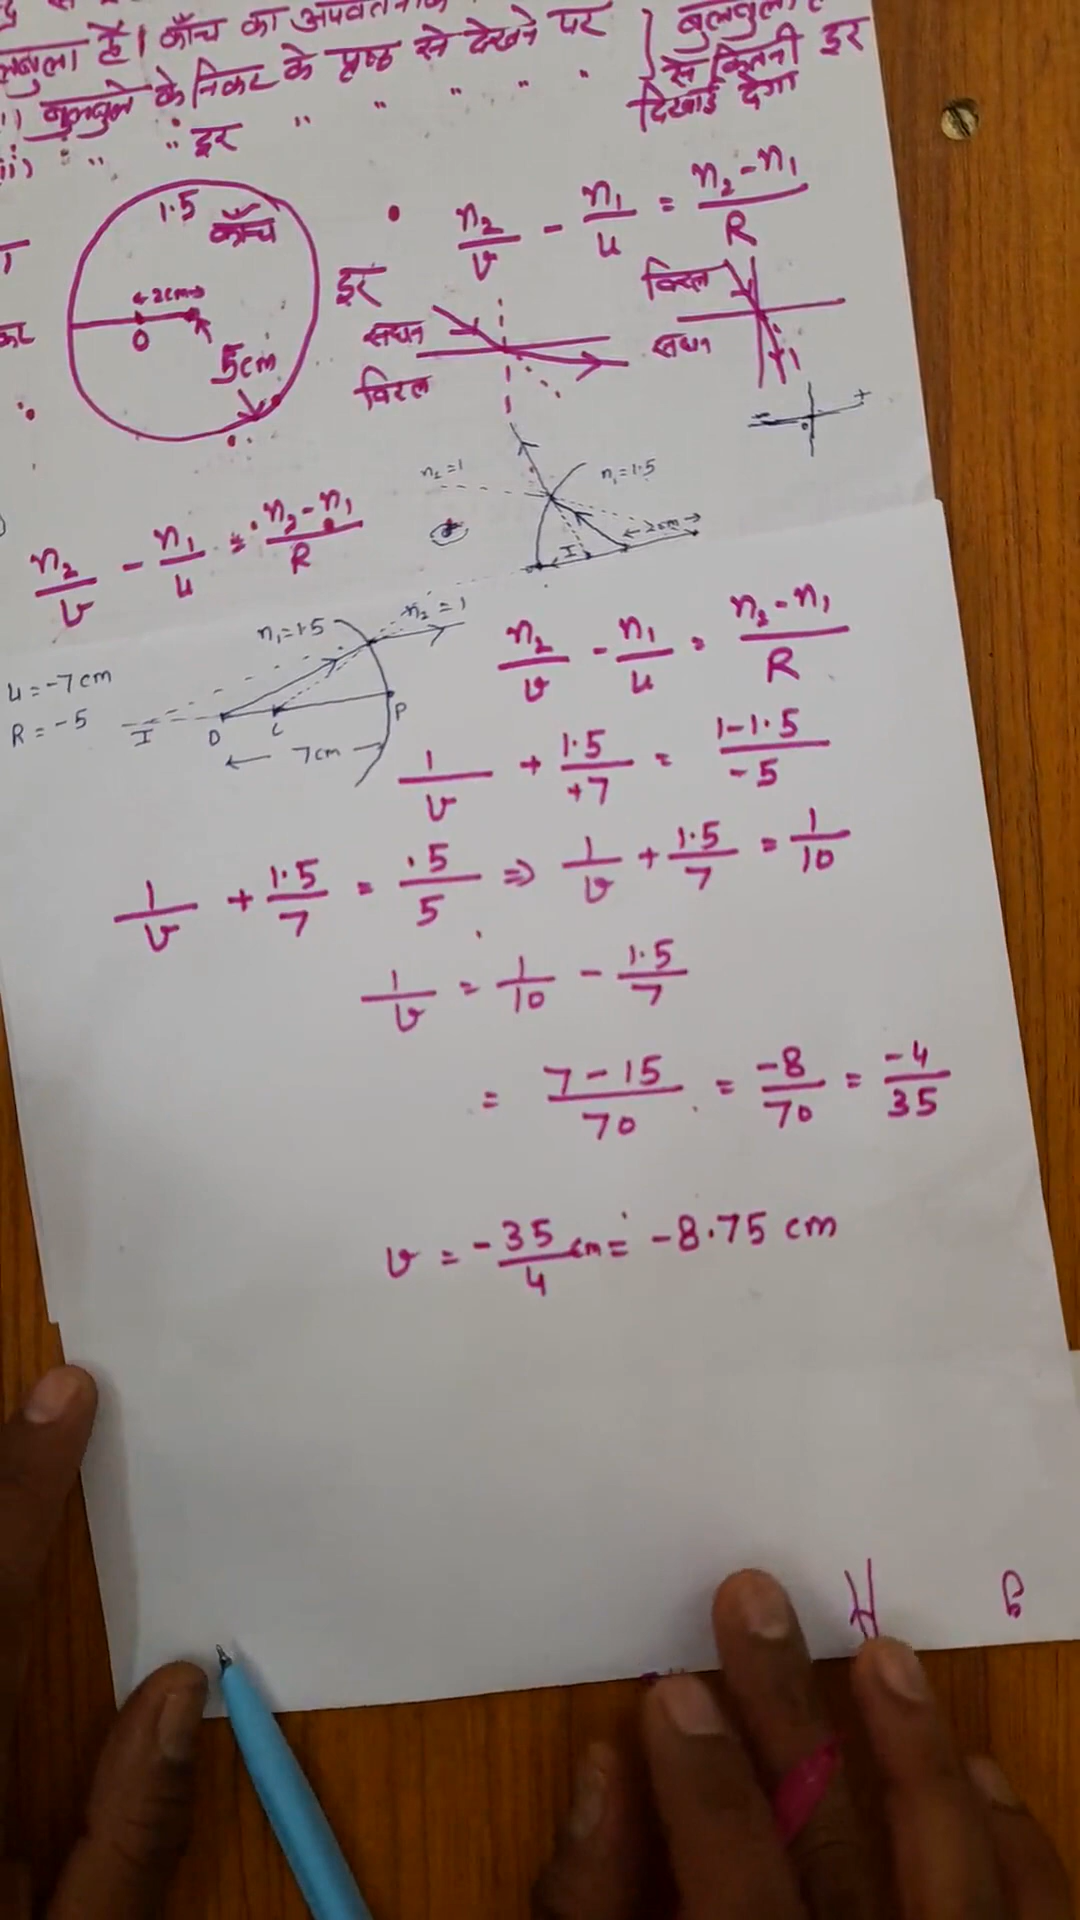 बुलबुला है। काँच का
i) बुलबुले के निकट के पृष्ठ से देखने पर } बुलबुला
ii) " " " दूर " " " " " से कितनी दूर
दिखाई देगा
1.5
काँच
2cm
O
5cm
n₂/v - n₁/u = (n₂-n₁)/R
दूर
सघन
विरल
विरल
सघन
n₂=1
n₁=1.5
2cm
I
n₂/v - n₁/u = (n₂-n₁)/R
n₁=1.5
n₂=1
u=-7cm
R=-5
I O C P
7cm
n₂/v - n₁/u = (n₂-n₁)/R
1/v + 1.5/+7 = (1-1.5)/-5
1/v + 1.5/7 = .5/5 ⇒ 1/v + 1.5/7 = 1/10
1/v = 1/10 - 1.5/7
= (7-15)/70 = -8/70 = -4/35
v = -35/4 cm = -8.75 cm